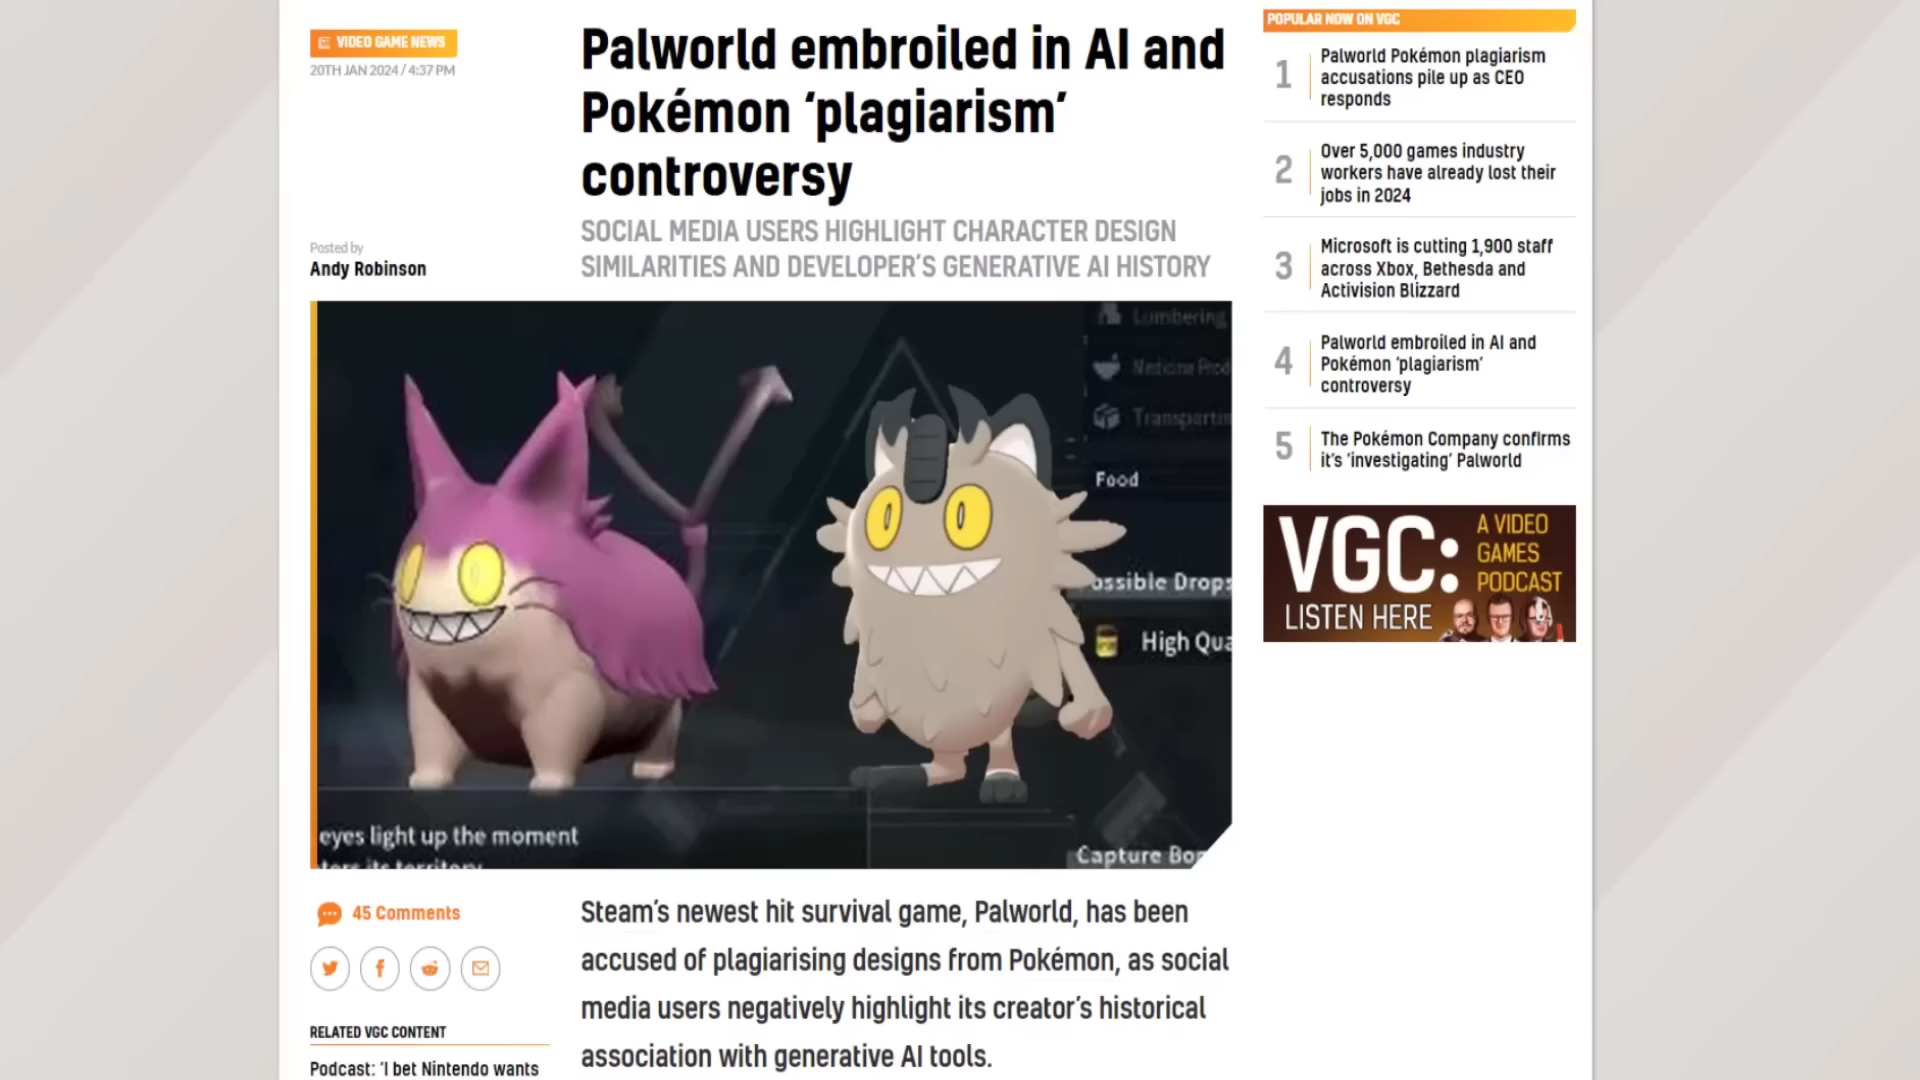 VIDEO GAME NEWS
20TH JAN 2024 / 4:37 PM
Palworld embroiled in AI and
Pokémon ‘plagiarism’
controversy
SOCIAL MEDIA USERS HIGHLIGHT CHARACTER DESIGN
SIMILARITIES AND DEVELOPER’S GENERATIVE AI HISTORY
Posted by
Andy Robinson
Lumbering
Transportin
Food
ossible Drops
High Qua
eyes light up the moment
ters its territory
Capture Bo
45 Comments
RELATED VGC CONTENT
Podcast: ‘I bet Nintendo wants
Steam’s newest hit survival game, Palworld, has been
accused of plagiarising designs from Pokémon, as social
media users negatively highlight its creator’s historical
association with generative AI tools.
POPULAR NOW ON VGC
1
Palworld Pokémon plagiarism
accusations pile up as CEO
responds
2
Over 5,000 games industry
workers have already lost their
jobs in 2024
3
Microsoft is cutting 1,900 staff
across Xbox, Bethesda and
Activision Blizzard
4
Palworld embroiled in AI and
Pokémon ‘plagiarism’
controversy
5
The Pokémon Company confirms
it’s ‘investigating’ Palworld
VGC:
A VIDEO
GAMES
PODCAST
LISTEN HERE